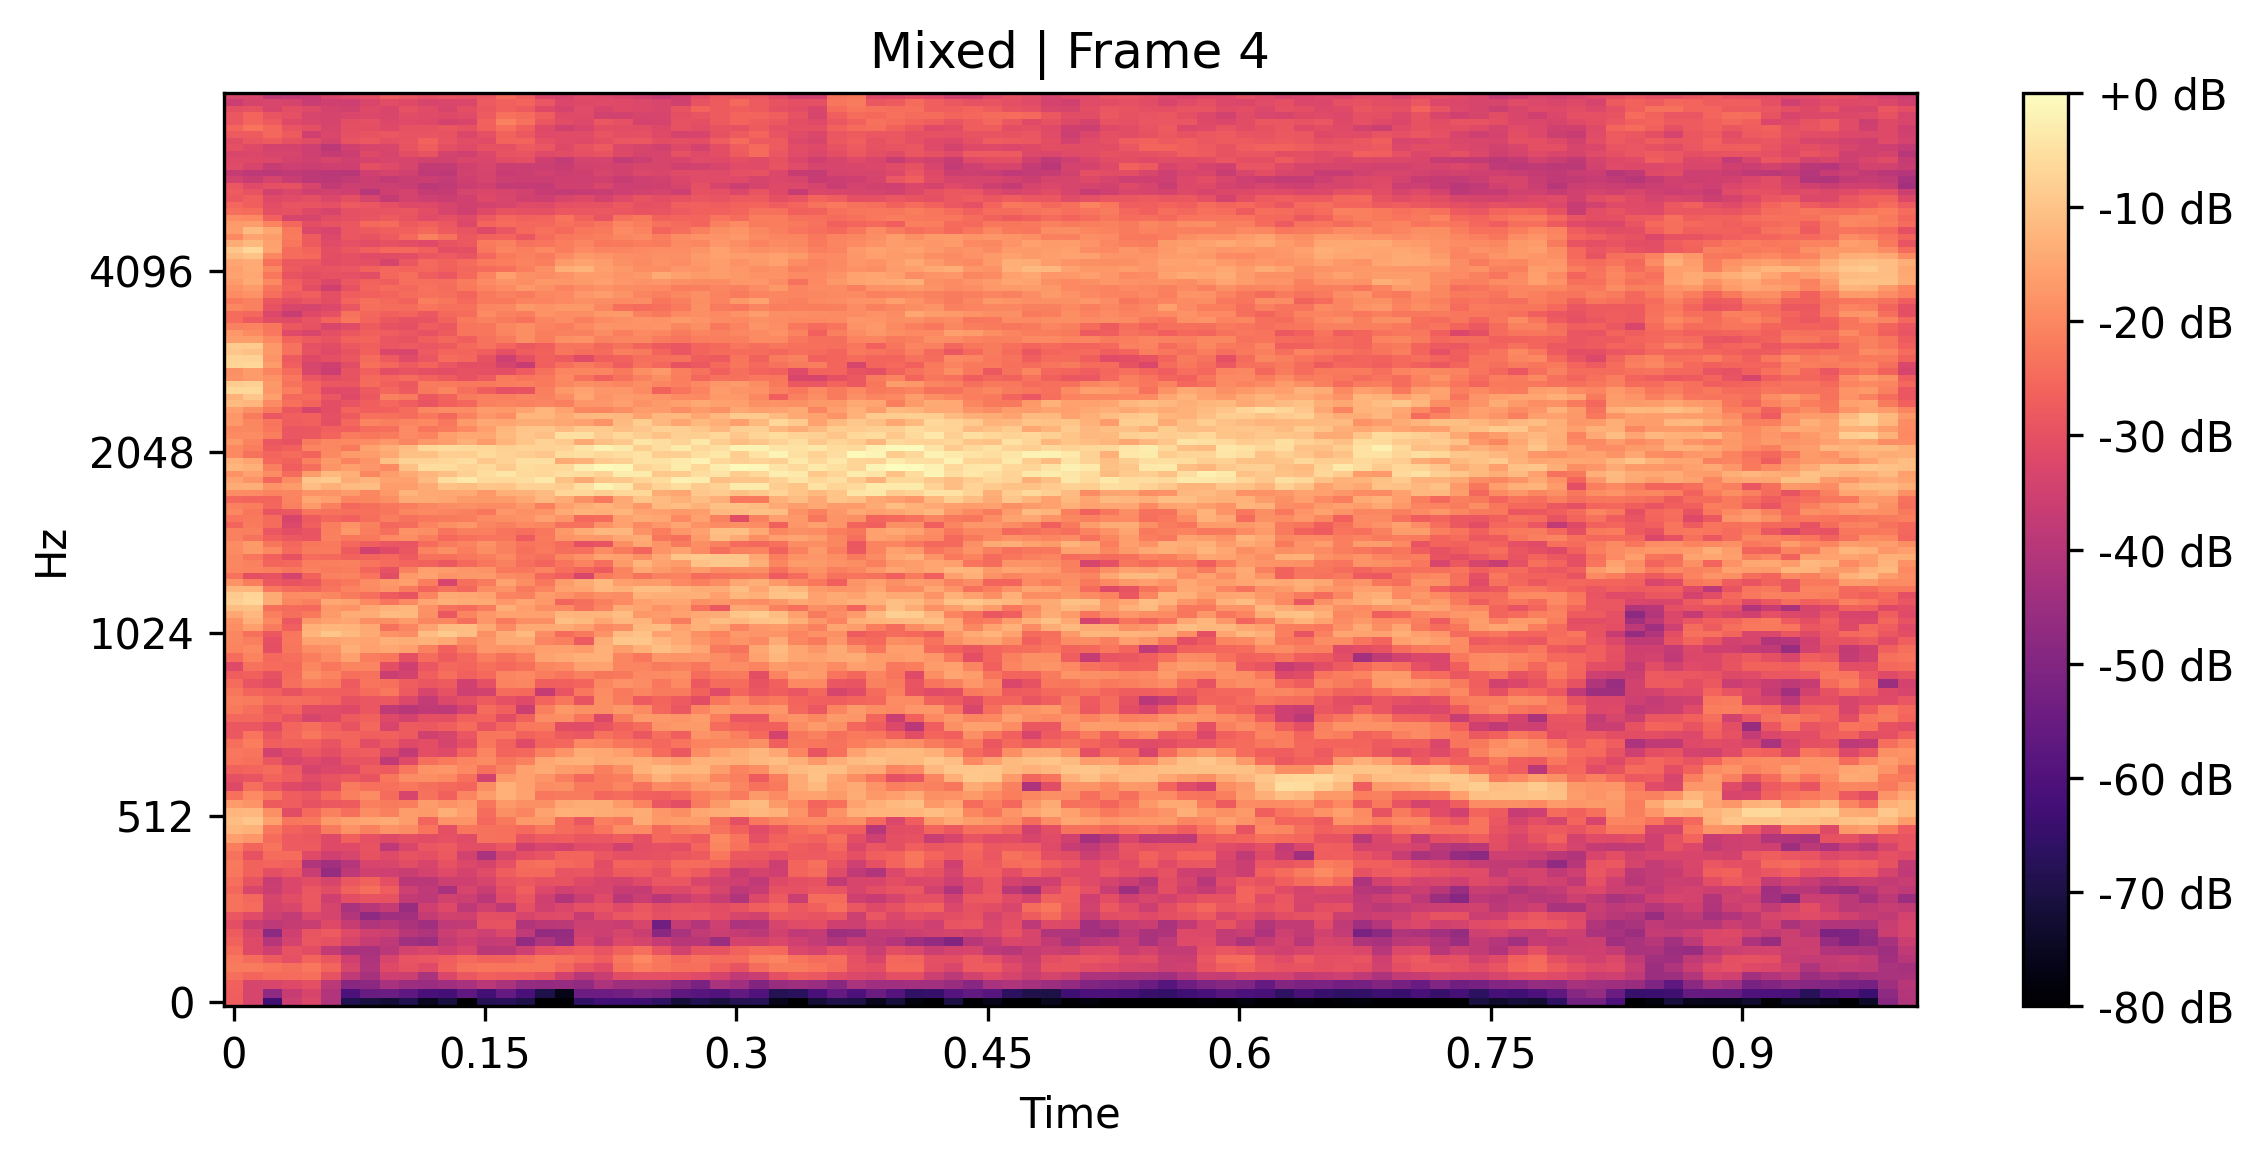 Mixed | Frame 4
Hz
4096
2048
1024
512
0
0 0.15 0.3 0.45 0.6 0.75 0.9
Time
+0 dB
-10 dB
-20 dB
-30 dB
-40 dB
-50 dB
-60 dB
-70 dB
-80 dB